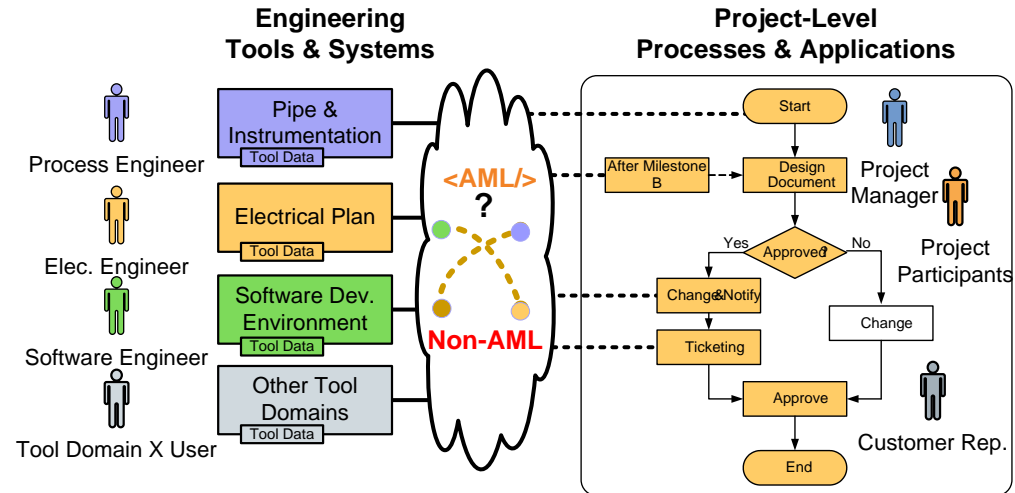 Engineering
Tools & Systems
Project-Level
Processes & Applications
Process Engineer
Pipe &
Instrumentation
Tool Data
Elec. Engineer
Electrical Plan
Tool Data
Software Engineer
Software Dev.
Environment
Tool Data
Tool Domain X User
Other Tool
Domains
Tool Data
<AML/>
?
Non-AML
Start
After Milestone
B
Design
Document
Project
Manager
Project
Participants
Approved?
Yes
No
Change&Notify
Change
Ticketing
Approve
Customer Rep.
End